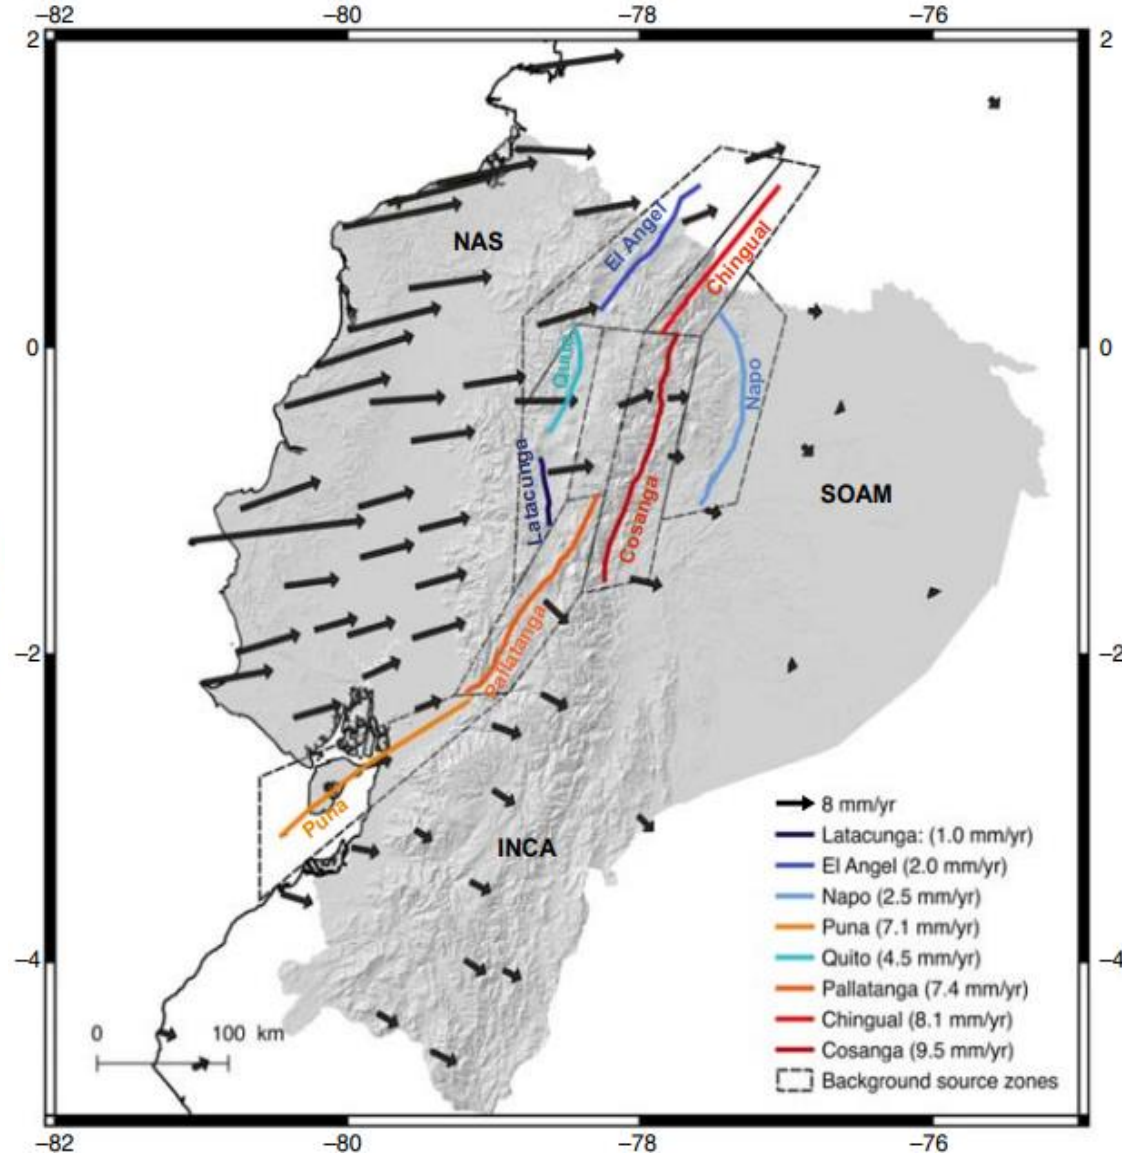 −82 −80 −78 −76
2 2
NAS
El Angel
Chingual
0 0
Quito
Napo
Latacunga
Cosanga
SOAM
Pallatanga
−2 −2
Puna
INCA
8 mm/yr
Latacunga: (1.0 mm/yr)
El Angel (2.0 mm/yr)
Napo (2.5 mm/yr)
Puna (7.1 mm/yr)
Quito (4.5 mm/yr)
Pallatanga (7.4 mm/yr)
Chingual (8.1 mm/yr)
Cosanga (9.5 mm/yr)
Background source zones
−4 −4
0 100 km
−82 −80 −78 −76